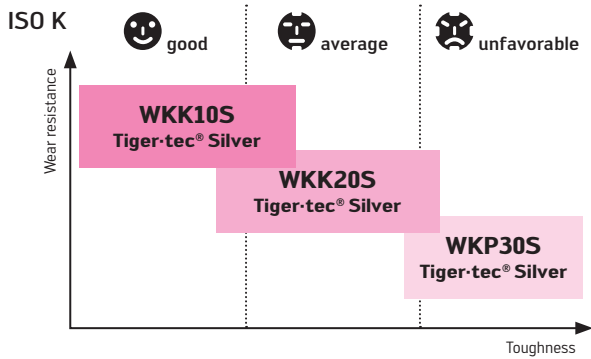 ISO K
good
average
unfavorable
Wear resistance
WKK10S
Tiger·tec® Silver
WKK20S
Tiger·tec® Silver
WKP30S
Tiger·tec® Silver
Toughness